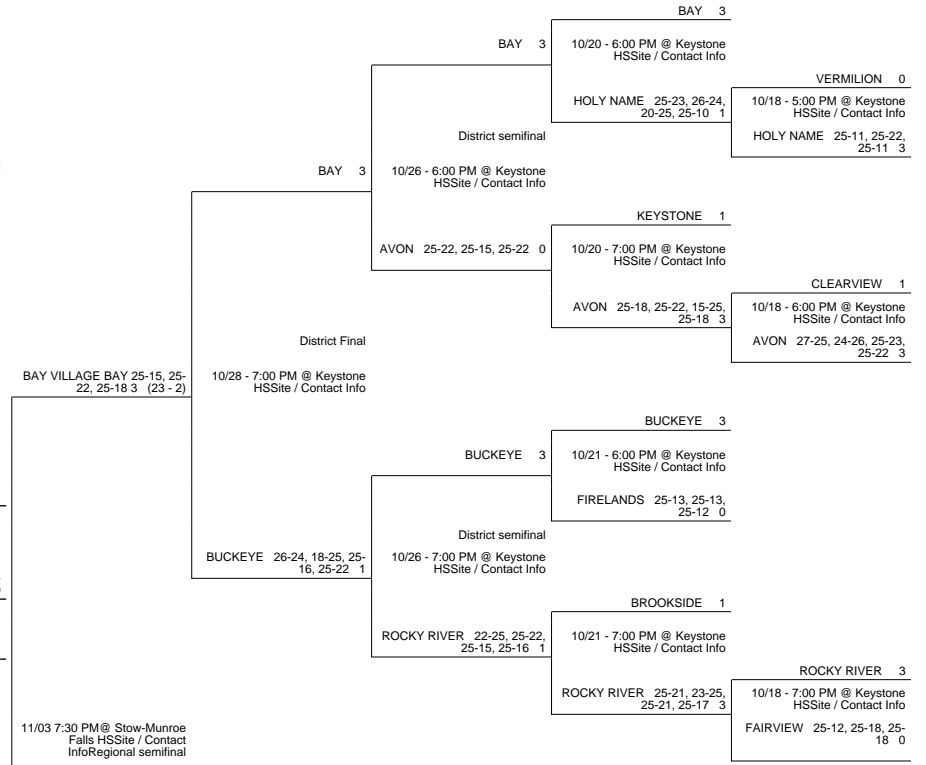 BAY 3
10/20 - 6:00 PM @ Keystone
HSSite / Contact Info
BAY 3
VERMILION 0
HOLY NAME 25-23, 26-24,
20-25, 25-10 1
10/18 - 5:00 PM @ Keystone
HSSite / Contact Info
HOLY NAME 25-11, 25-22,
25-11 3
District semifinal
BAY 3
10/26 - 6:00 PM @ Keystone
HSSite / Contact Info
KEYSTONE 1
AVON 25-22, 25-15, 25-22 0
10/20 - 7:00 PM @ Keystone
HSSite / Contact Info
CLEARVIEW 1
AVON 25-18, 25-22, 15-25,
25-18 3
10/18 - 6:00 PM @ Keystone
HSSite / Contact Info
AVON 27-25, 24-26, 25-23,
25-22 3
District Final
BAY VILLAGE BAY 25-15, 25-
22, 25-18 3 (23 - 2)
10/28 - 7:00 PM @ Keystone
HSSite / Contact Info
BUCKEYE 3
BUCKEYE 3
10/21 - 6:00 PM @ Keystone
HSSite / Contact Info
FIRELANDS 25-13, 25-13,
25-12 0
District semifinal
BUCKEYE 26-24, 18-25, 25-
16, 25-22 1
10/26 - 7:00 PM @ Keystone
HSSite / Contact Info
BROOKSIDE 1
ROCKY RIVER 22-25, 25-22,
25-15, 25-16 1
10/21 - 7:00 PM @ Keystone
HSSite / Contact Info
ROCKY RIVER 3
ROCKY RIVER 25-21, 23-25,
25-21, 25-17 3
10/18 - 7:00 PM @ Keystone
HSSite / Contact Info
FAIRVIEW 25-12, 25-18, 25-
18 0
11/03 7:30 PM@ Stow-Munroe
Falls HSSite / Contact
InfoRegional semifinal